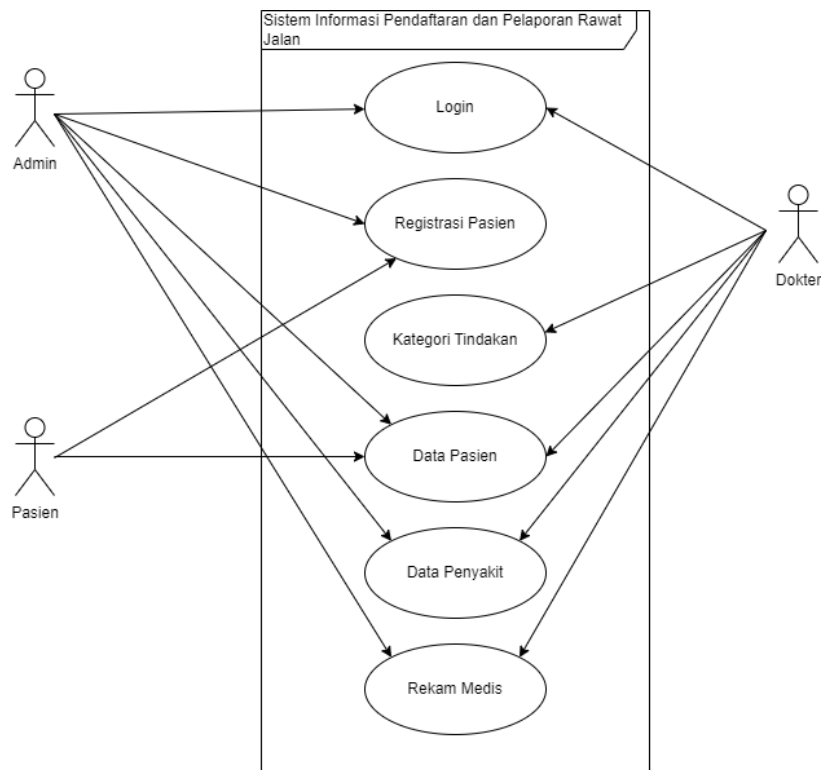 Sistem Informasi Pendaftaran dan Pelaporan Rawat
Jalan
Login
Admin
Registrasi Pasien
Dokter
Kategori Tindakan
Data Pasien
Pasien
Data Penyakit
Rekam Medis